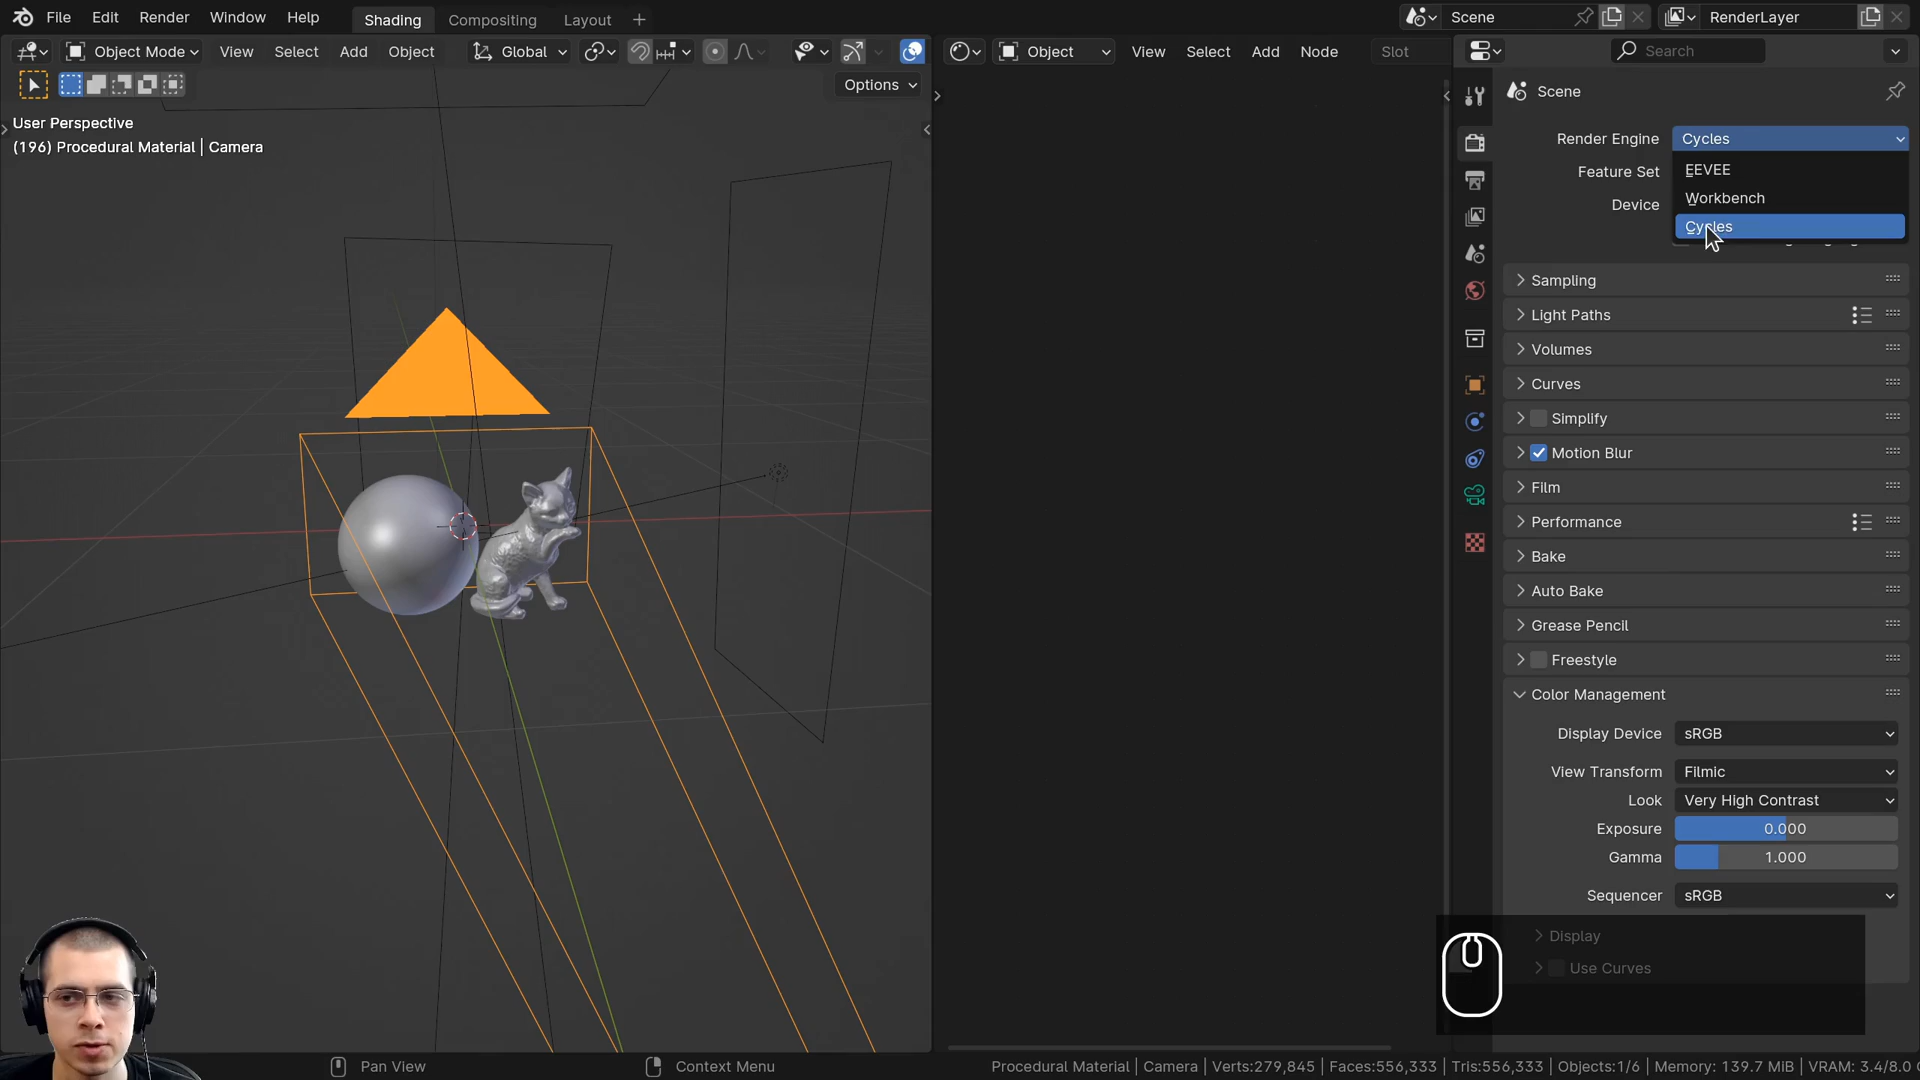 File Edit Render Window Help Shading Compositing Layout Scene RenderLayer
Object Mode View Select Add Object Global Object View Select Add Node Slot Search
Options
User Perspective
(196) Procedural Material | Camera
Scene
Render Engine Cycles
EEVEE
Feature Set
Workbench
Device
Cycles
Sampling
Light Paths
Volumes
Curves
Simplify
Motion Blur
Film
Performance
Bake
Auto Bake
Grease Pencil
Freestyle
Color Management
Display Device sRGB
View Transform Filmic
Look Very High Contrast
Exposure 0.000
Gamma 1.000
Sequencer sRGB
Display
Use Curves
Pan View Context Menu Procedural Material | Camera | Verts:279,845 | Faces:556,333 | Tris:556,333 | Objects:1/6 | Memory: 139.7 MiB | VRAM: 3.4/8.0